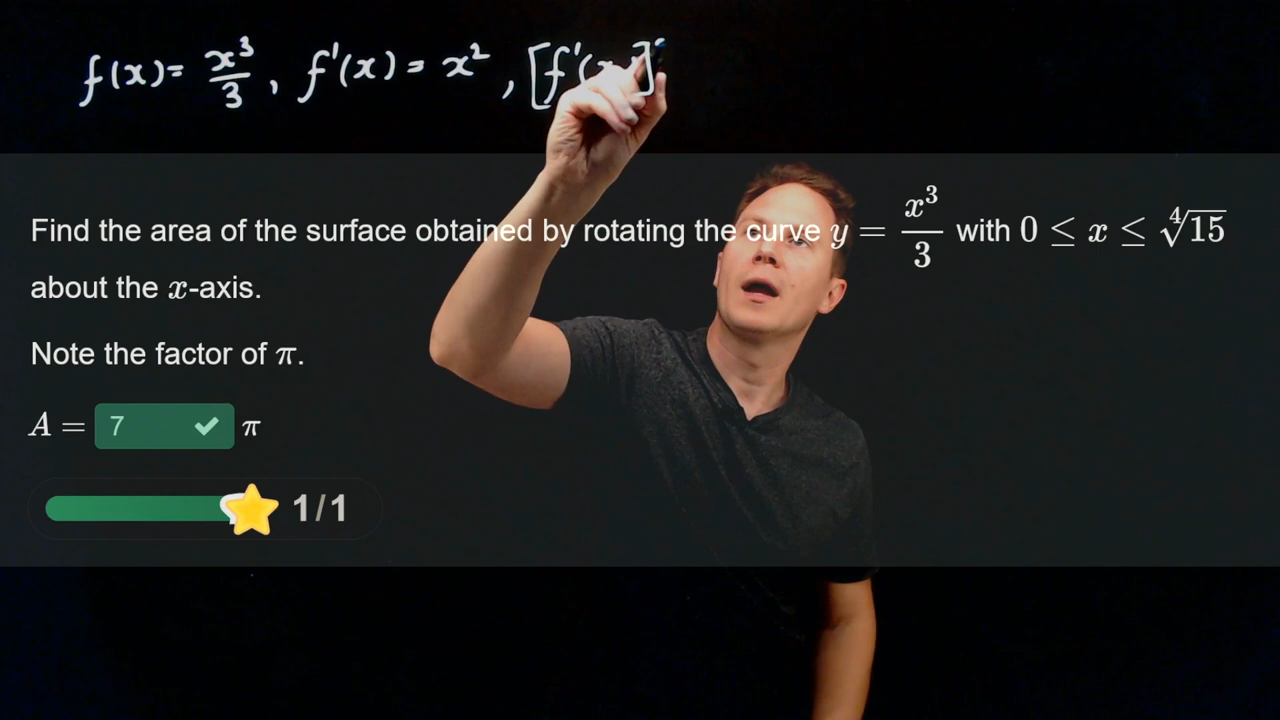 f(x) = x³/3, f'(x) = x², [f'(x)]
Find the area of the surface obtained by rotating the curve y = x³/3 with 0 ≤ x ≤ ∜15
about the x-axis.
Note the factor of π.
A = 7 ✓ π
1/1